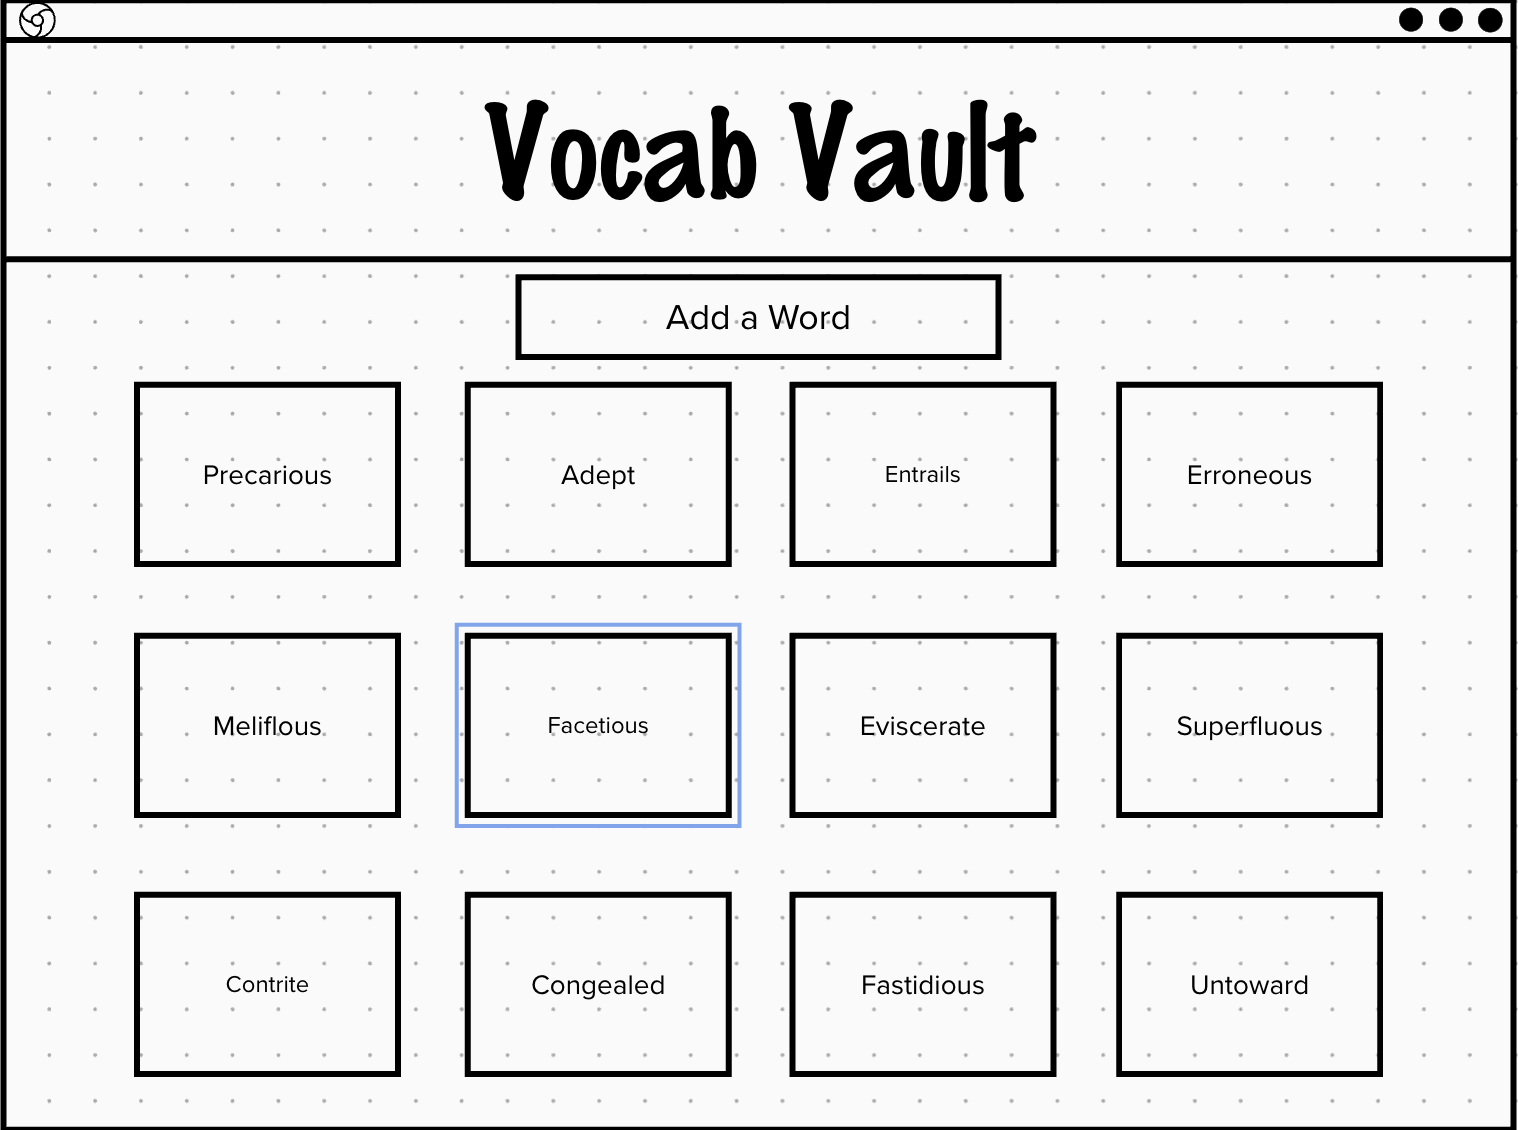 Vocab Vault
Add a Word
Precarious
Adept
Entrails
Erroneous
Meliflous
Facetious
Eviscerate
Superfluous
Contrite
Congealed
Fastidious
Untoward